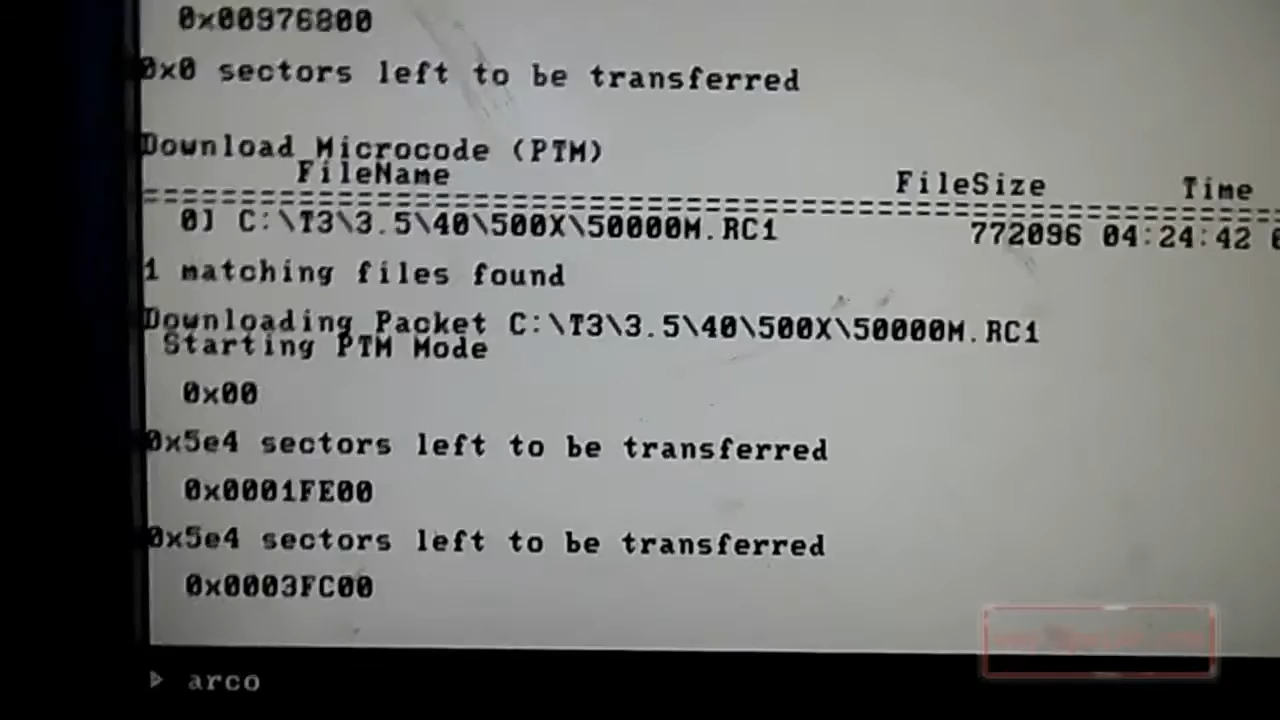 0x00976800
0x0 sectors left to be transferred
Download Microcode (PTM)
FileName FileSize Time
0] C:\T3\3.5\40\500X\50000M.RC1 772096 04:24:42
1 matching files found
Downloading Packet C:\T3\3.5\40\500X\50000M.RC1
Starting PTM Mode
0x00
0x5e4 sectors left to be transferred
0x0001FE00
0x5e4 sectors left to be transferred
0x0003FC00
arco